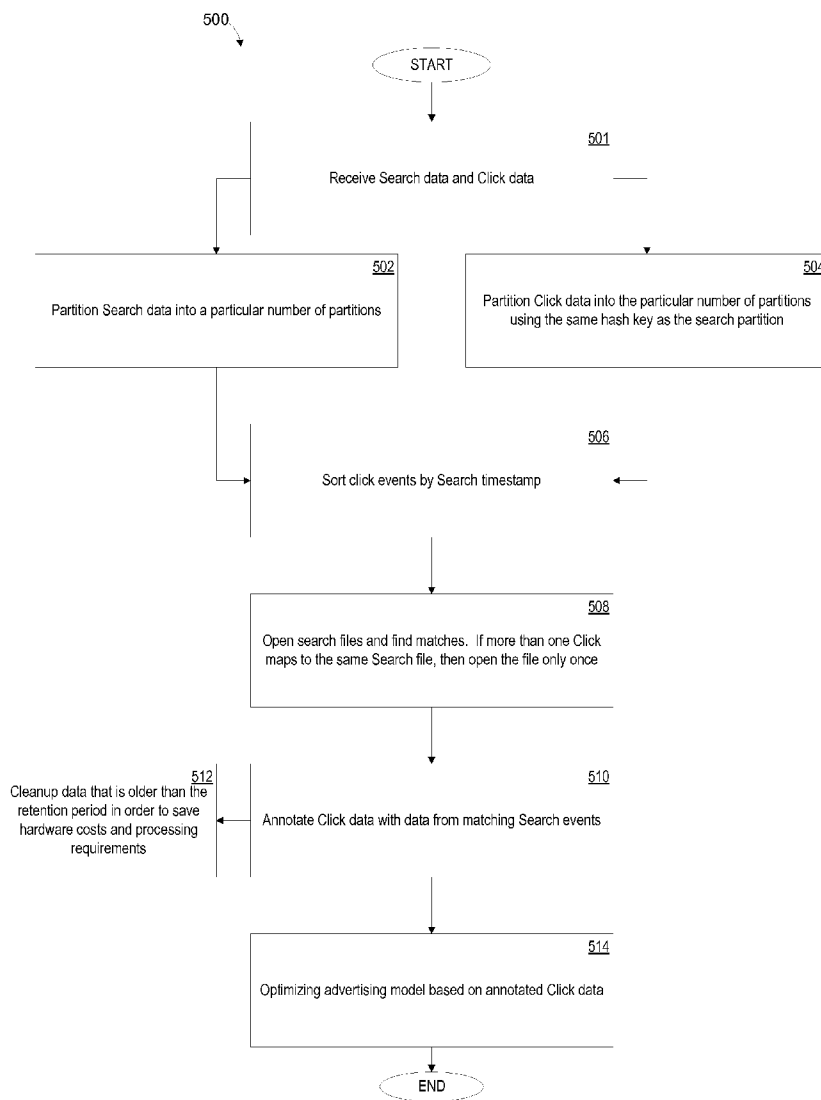 500
START
501
Receive Search data and Click data
502
Partition Search data into a particular number of partitions
504
Partition Click data into the particular number of partitions
using the same hash key as the search partition
506
Sort click events by Search timestamp
508
Open search files and find matches. If more than one Click
maps to the same Search file, then open the file only once
512
Cleanup data that is older than the
retention period in order to save
hardware costs and processing
requirements
510
Annotate Click data with data from matching Search events
514
Optimizing advertising model based on annotated Click data
END